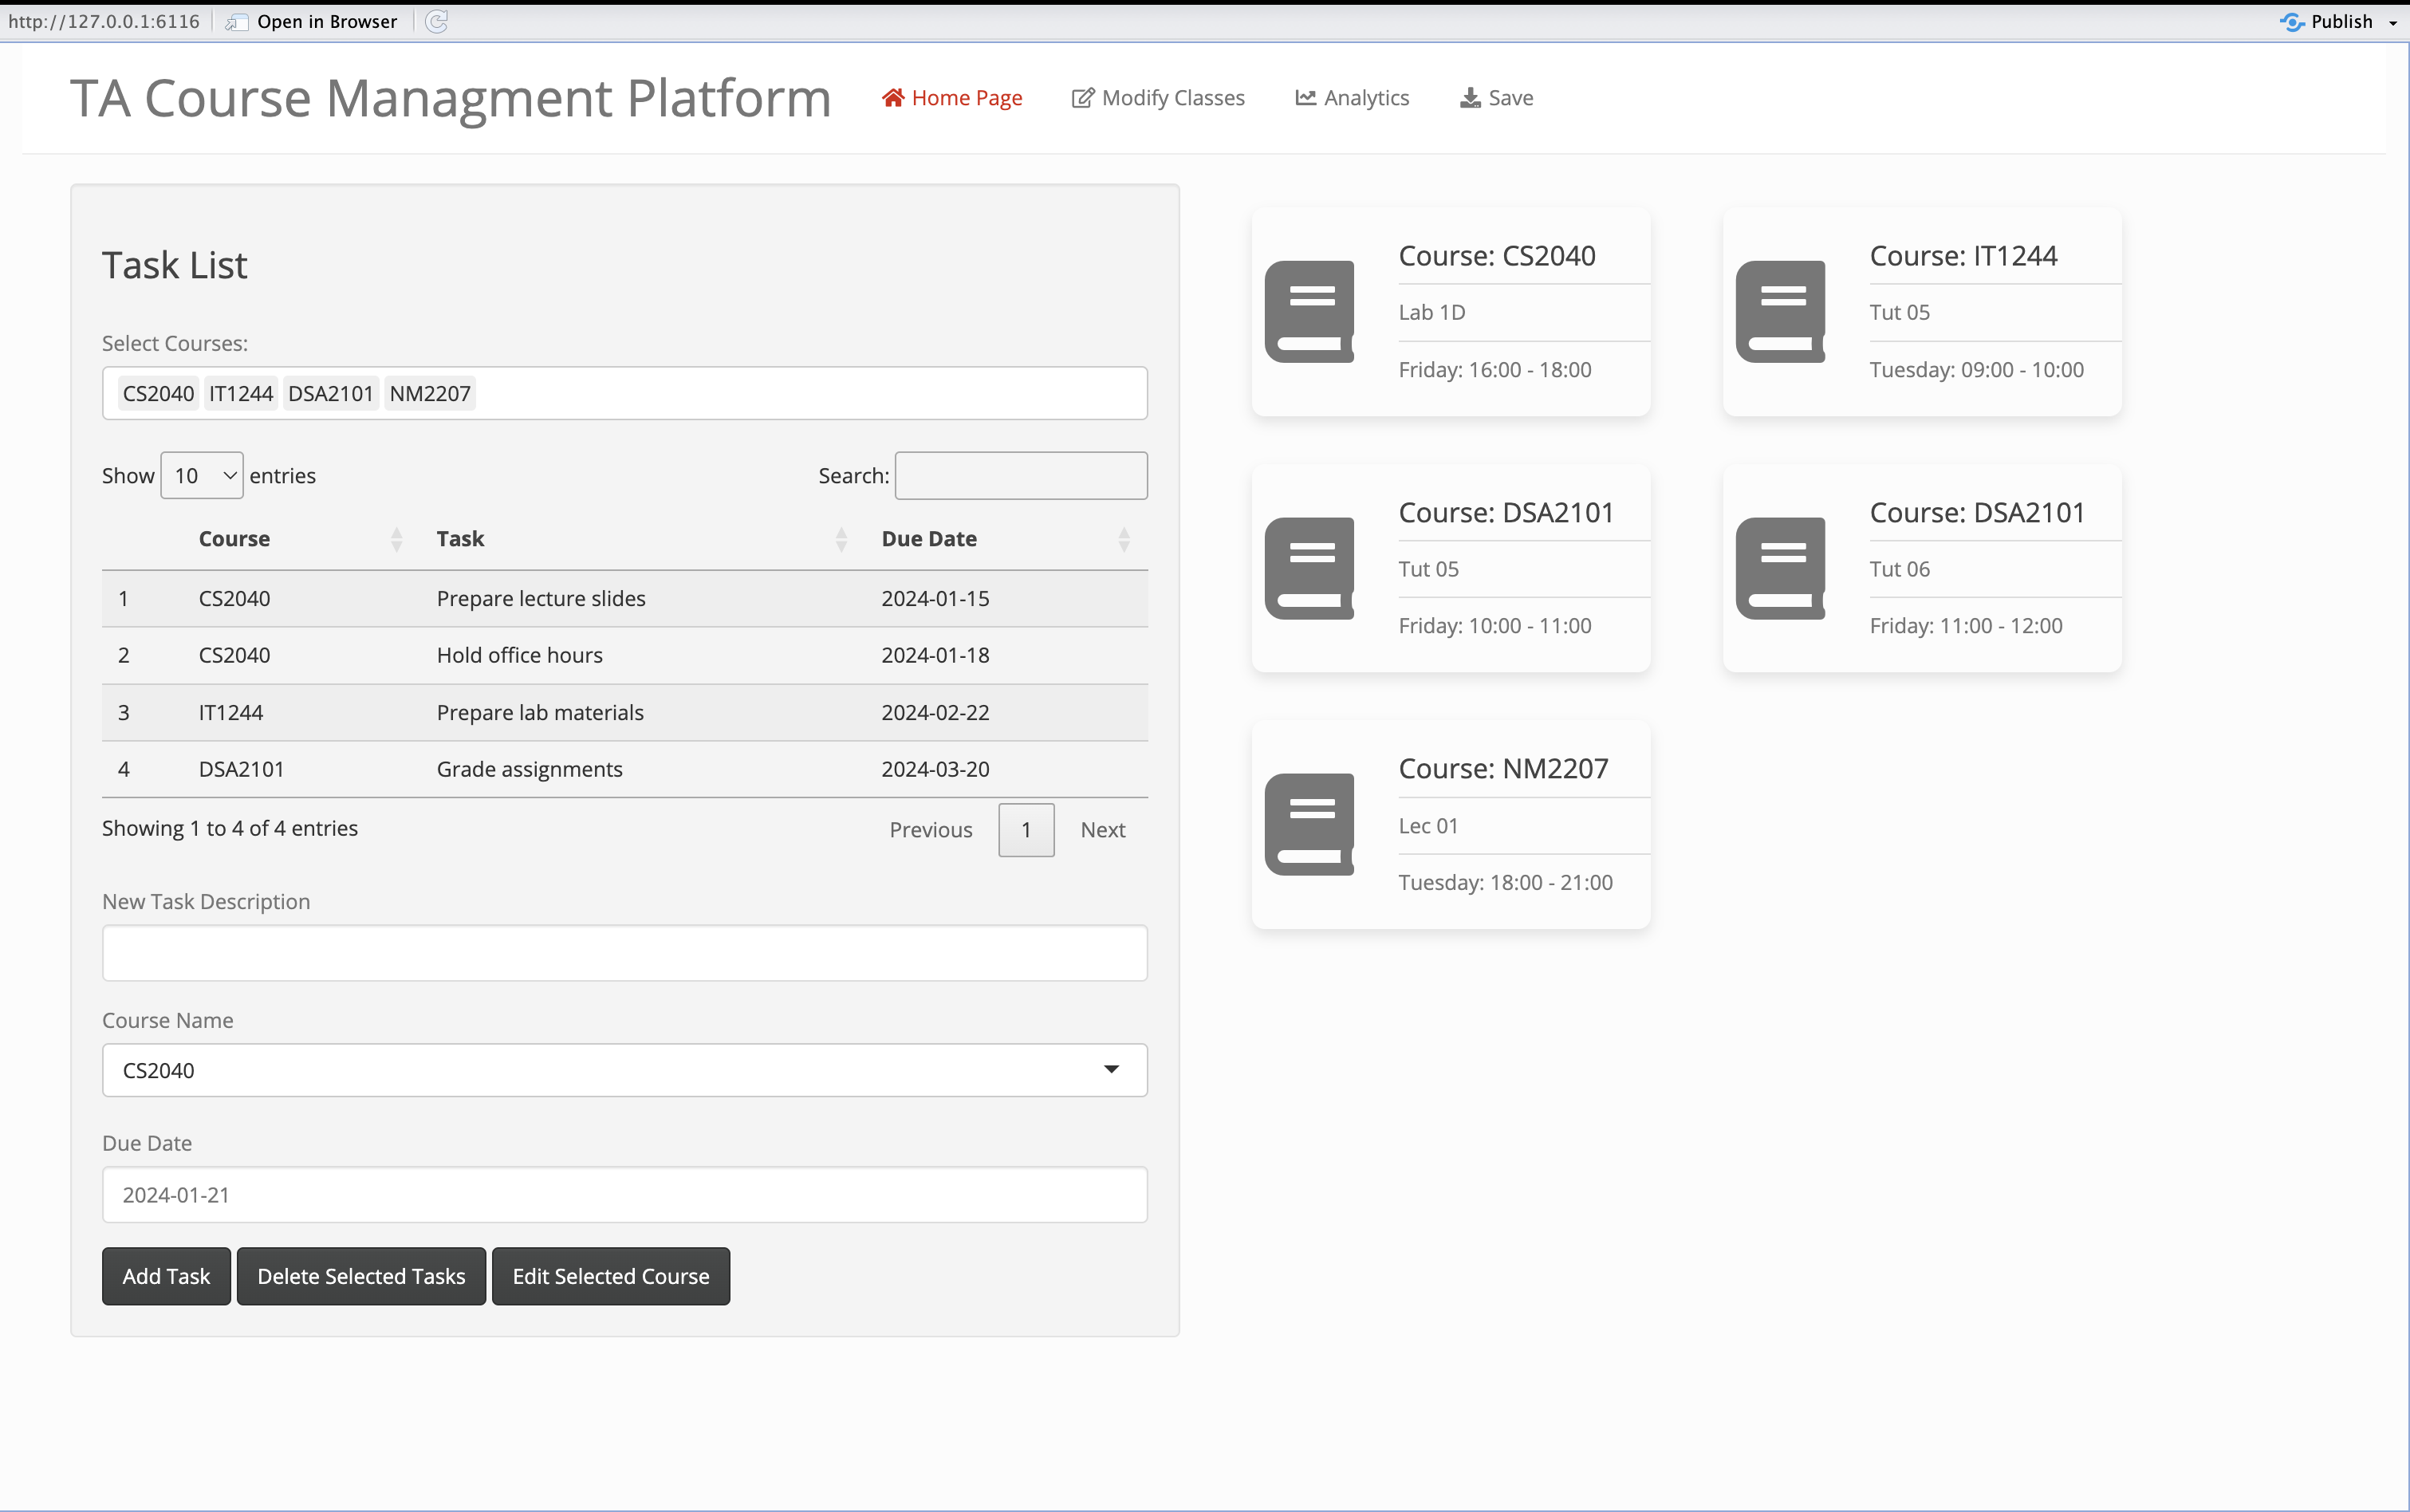 http://127.0.0.1:6116 Open in Browser Publish
TA Course Managment Platform Home Page Modify Classes Analytics Save
Task List
Select Courses:
CS2040 IT1244 DSA2101 NM2207
Show 10 entries Search:
Course Task Due Date
1 CS2040 Prepare lecture slides 2024-01-15
2 CS2040 Hold office hours 2024-01-18
3 IT1244 Prepare lab materials 2024-02-22
4 DSA2101 Grade assignments 2024-03-20
Showing 1 to 4 of 4 entries Previous 1 Next
New Task Description
Course Name
CS2040
Due Date
2024-01-21
Add Task Delete Selected Tasks Edit Selected Course
Course: CS2040
Lab 1D
Friday: 16:00 - 18:00
Course: IT1244
Tut 05
Tuesday: 09:00 - 10:00
Course: DSA2101
Tut 05
Friday: 10:00 - 11:00
Course: DSA2101
Tut 06
Friday: 11:00 - 12:00
Course: NM2207
Lec 01
Tuesday: 18:00 - 21:00